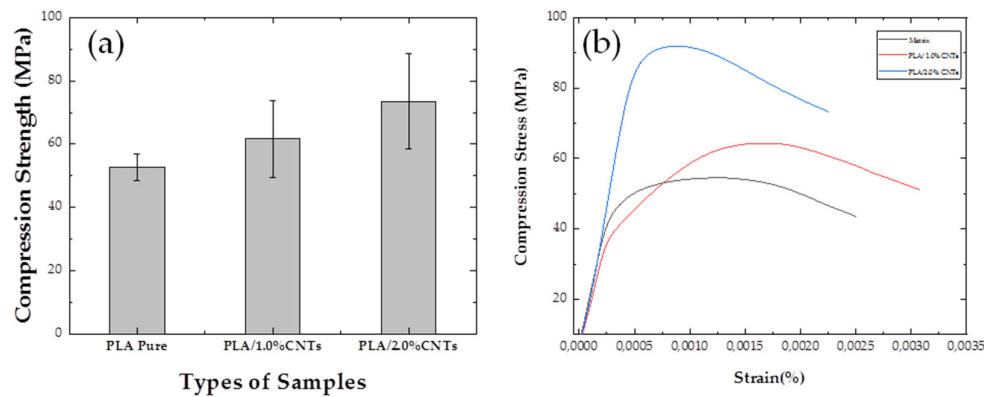 (a)
Compression Strength (MPa)
100
80
60
40
20
0
PLA Pure
PLA/1.0%CNTs
PLA/2.0%CNTs
Types of Samples
(b)
Compression Stress (MPa)
100
80
60
40
20
Matrix
PLA/ 1.0% CNTs
PLA/2.0% CNTs
0,0000
0,0005
0,0010
0,0015
0,0020
0,0025
0,0030
0,0035
Strain(%)